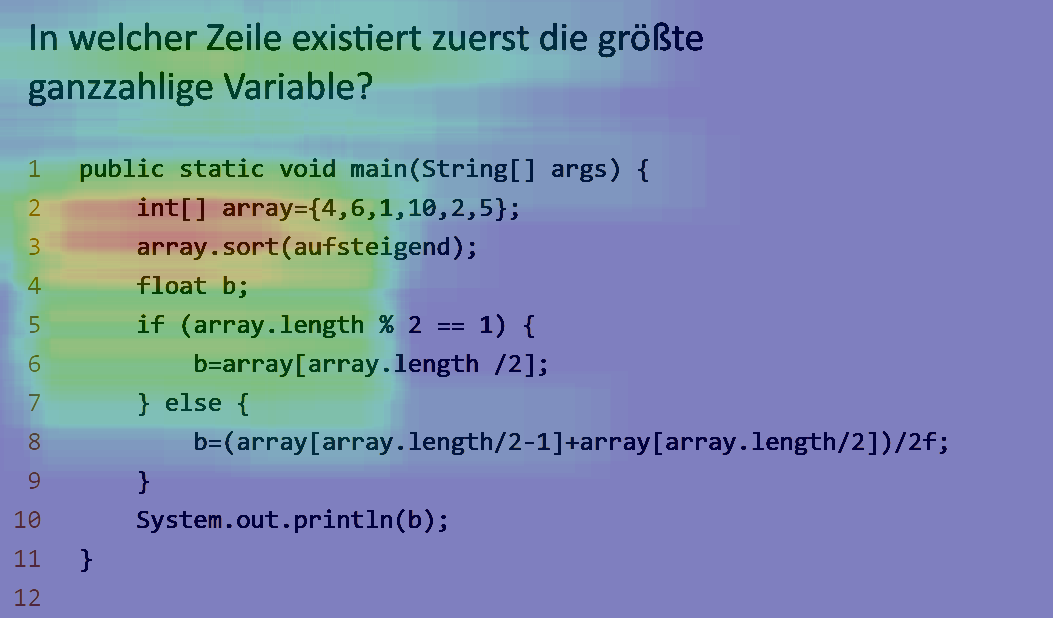 In welcher Zeile existiert zuerst die größte
ganzzahlige Variable?
1 public static void main(String[] args) {
2 int[] array={4,6,1,10,2,5};
3 array.sort(aufsteigend);
4 float b;
5 if (array.length % 2 == 1) {
6 b=array[array.length /2];
7 } else {
8 b=(array[array.length/2-1]+array[array.length/2])/2f;
9 }
10 System.out.println(b);
11 }
12